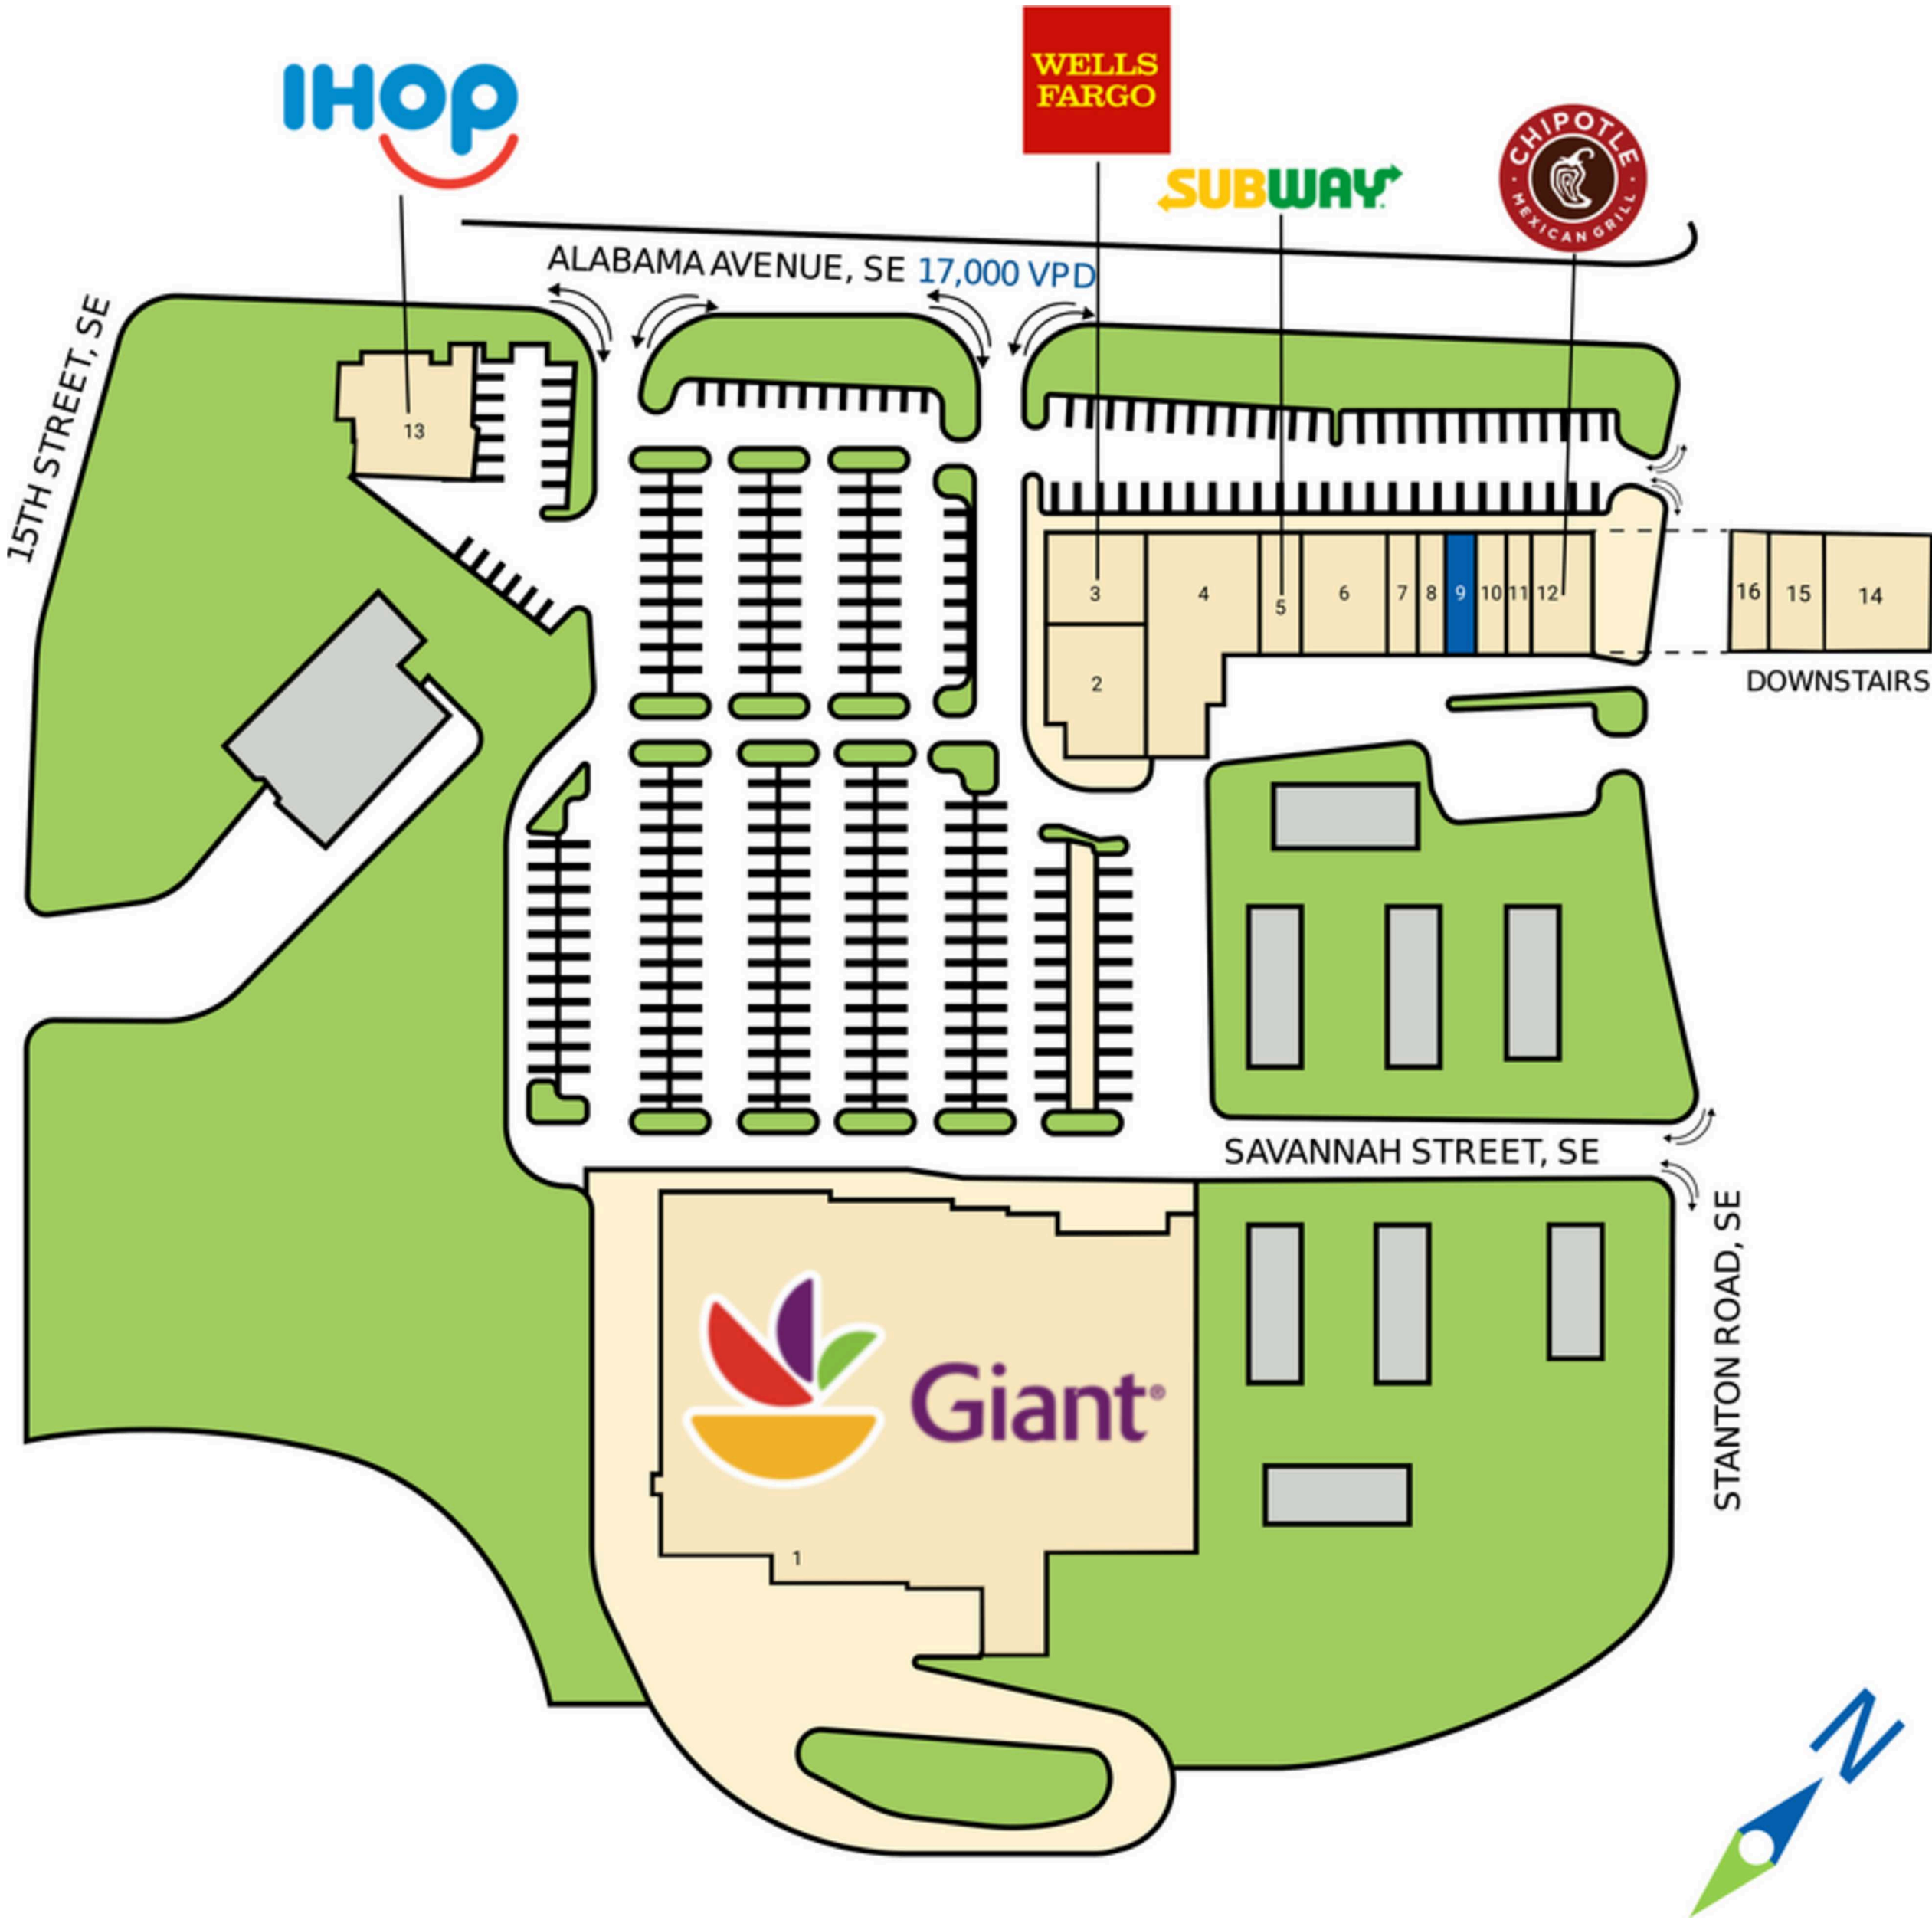 IHOP
WELLS
FARGO
SUBWAY
CHIPOTLE
MEXICAN GRILL
ALABAMA AVENUE, SE 17,000 VPD
15TH STREET, SE
13
3
4
5
6
7
8
9
10
11
12
16
15
14
2
DOWNSTAIRS
SAVANNAH STREET, SE
STANTON ROAD, SE
Giant®
1
N